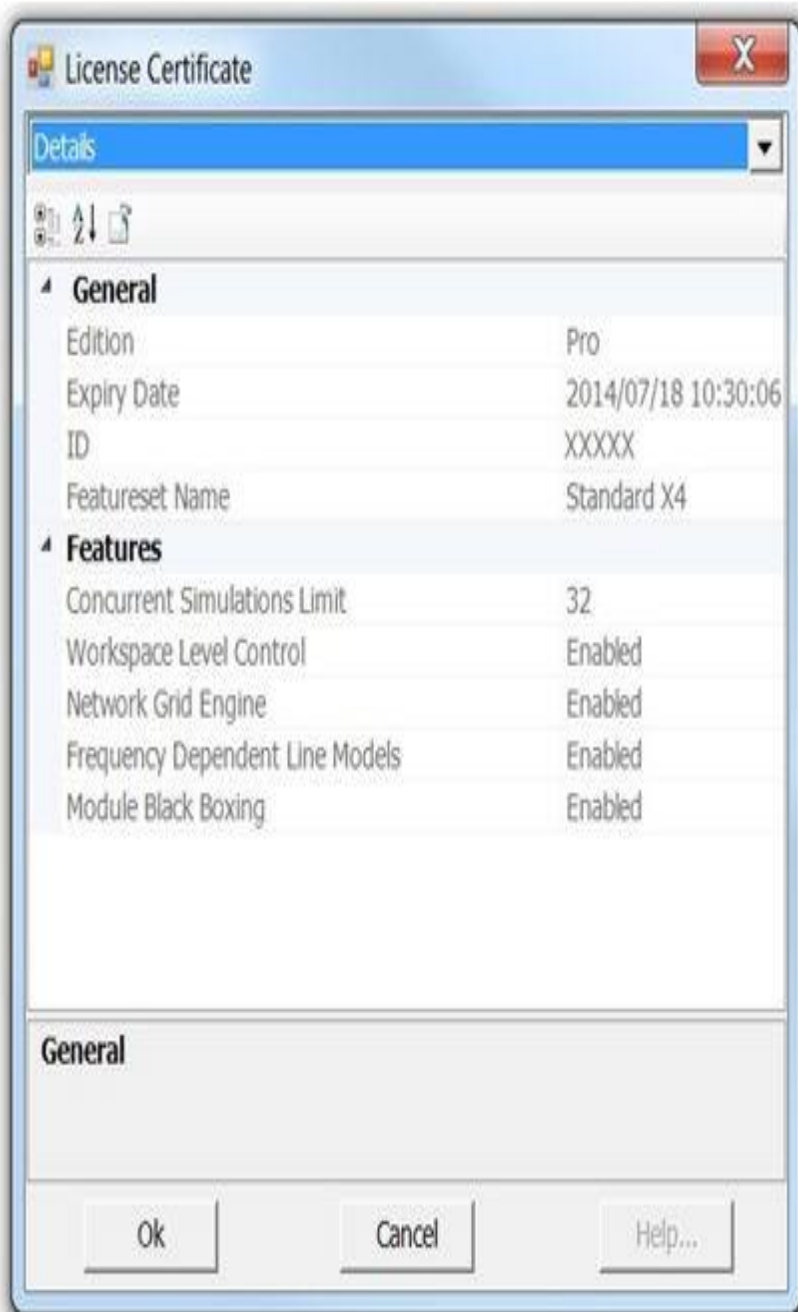 License Certificate
X
Details
A
Z
General
Edition Pro
Expiry Date 2014/07/18 10:30:06
ID XXXXX
Featureset Name Standard X4
Features
Concurrent Simulations Limit 32
Workspace Level Control Enabled
Network Grid Engine Enabled
Frequency Dependent Line Models Enabled
Module Black Boxing Enabled
General
Ok Cancel Help...